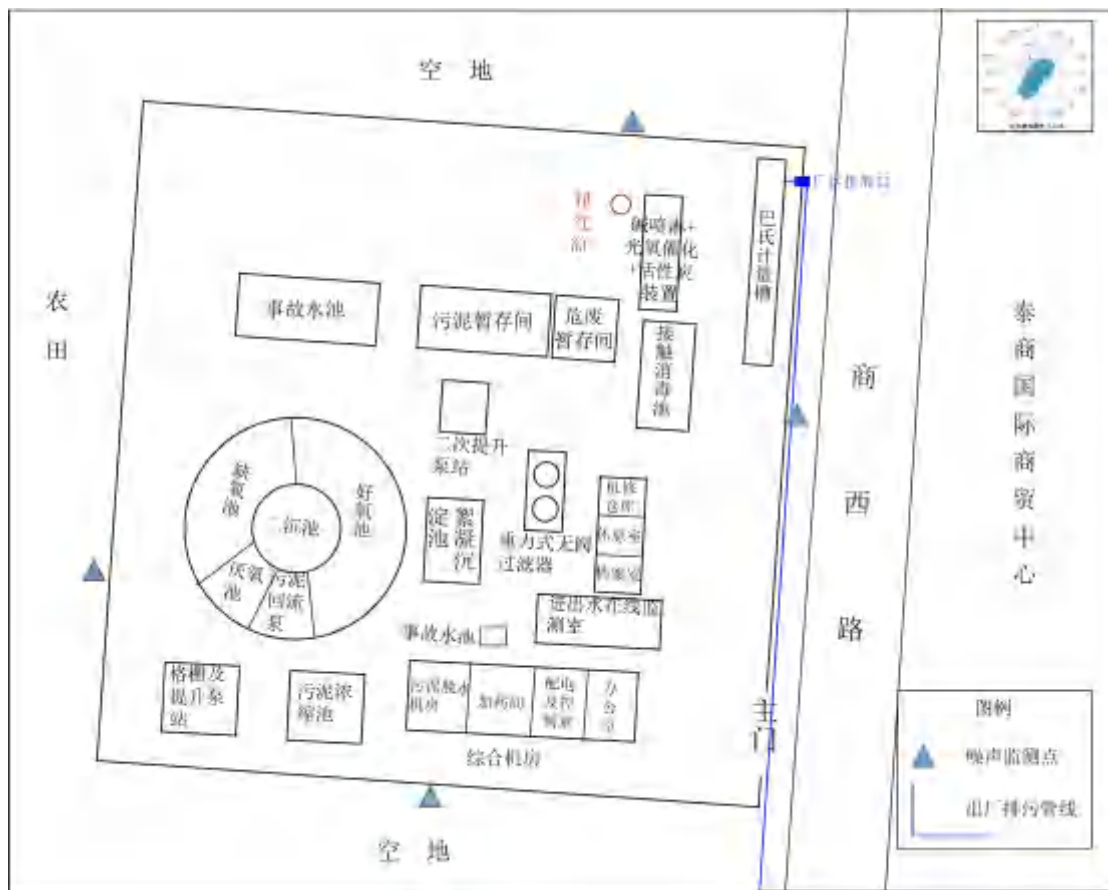 空 地
碱喷淋+
光氧催化
+活性炭
装置
巴氏计量槽
农田
事故水池
污泥暂存间
危废
暂存间
接触消毒池
商西路
泰商国际商贸中心
二次提升
泵站
缺氧池
好氧池
二沉池
厌氧
池
污泥
回流
泵
絮凝沉
淀池
重力式无阀
过滤器
机修
仓库
休息室
档案室
进出水在线监
测室
事故水池
格栅及
提升泵
站
污泥浓
缩池
污泥脱水
机房
加药间
配电
及控
制室
办公室
综合机房
主门
空 地
图例
噪声监测点
出厂排污管线